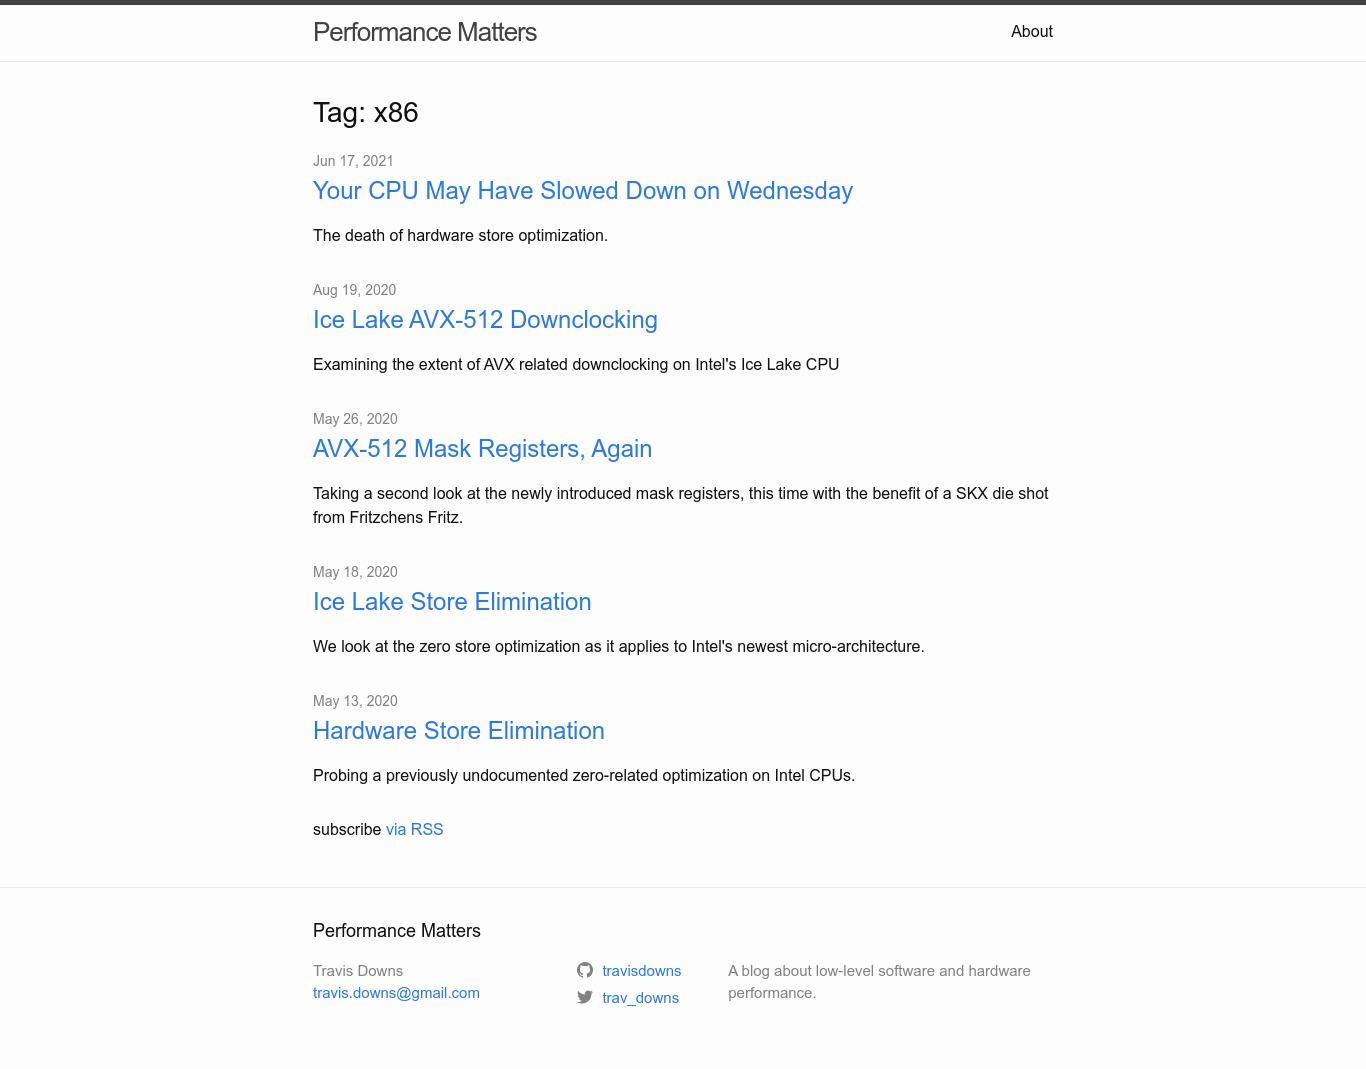 Performance Matters
About
Tag: x86
Jun 17, 2021
Your CPU May Have Slowed Down on Wednesday
The death of hardware store optimization.
Aug 19, 2020
Ice Lake AVX-512 Downclocking
Examining the extent of AVX related downclocking on Intel's Ice Lake CPU
May 26, 2020
AVX-512 Mask Registers, Again
Taking a second look at the newly introduced mask registers, this time with the benefit of a SKX die shot
from Fritzchens Fritz.
May 18, 2020
Ice Lake Store Elimination
We look at the zero store optimization as it applies to Intel's newest micro-architecture.
May 13, 2020
Hardware Store Elimination
Probing a previously undocumented zero-related optimization on Intel CPUs.
subscribe via RSS
Performance Matters
Travis Downs
travis.downs@gmail.com
travisdowns
trav_downs
A blog about low-level software and hardware
performance.